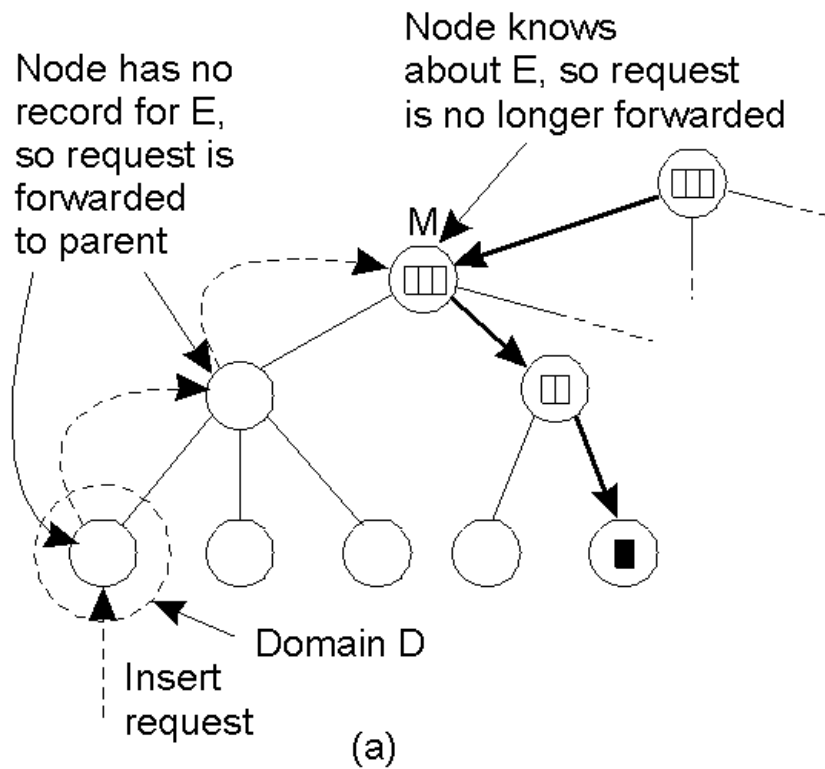 Node has no
record for E,
so request is
forwarded
to parent
Node knows
about E, so request
is no longer forwarded
M
Domain D
Insert
request
(a)